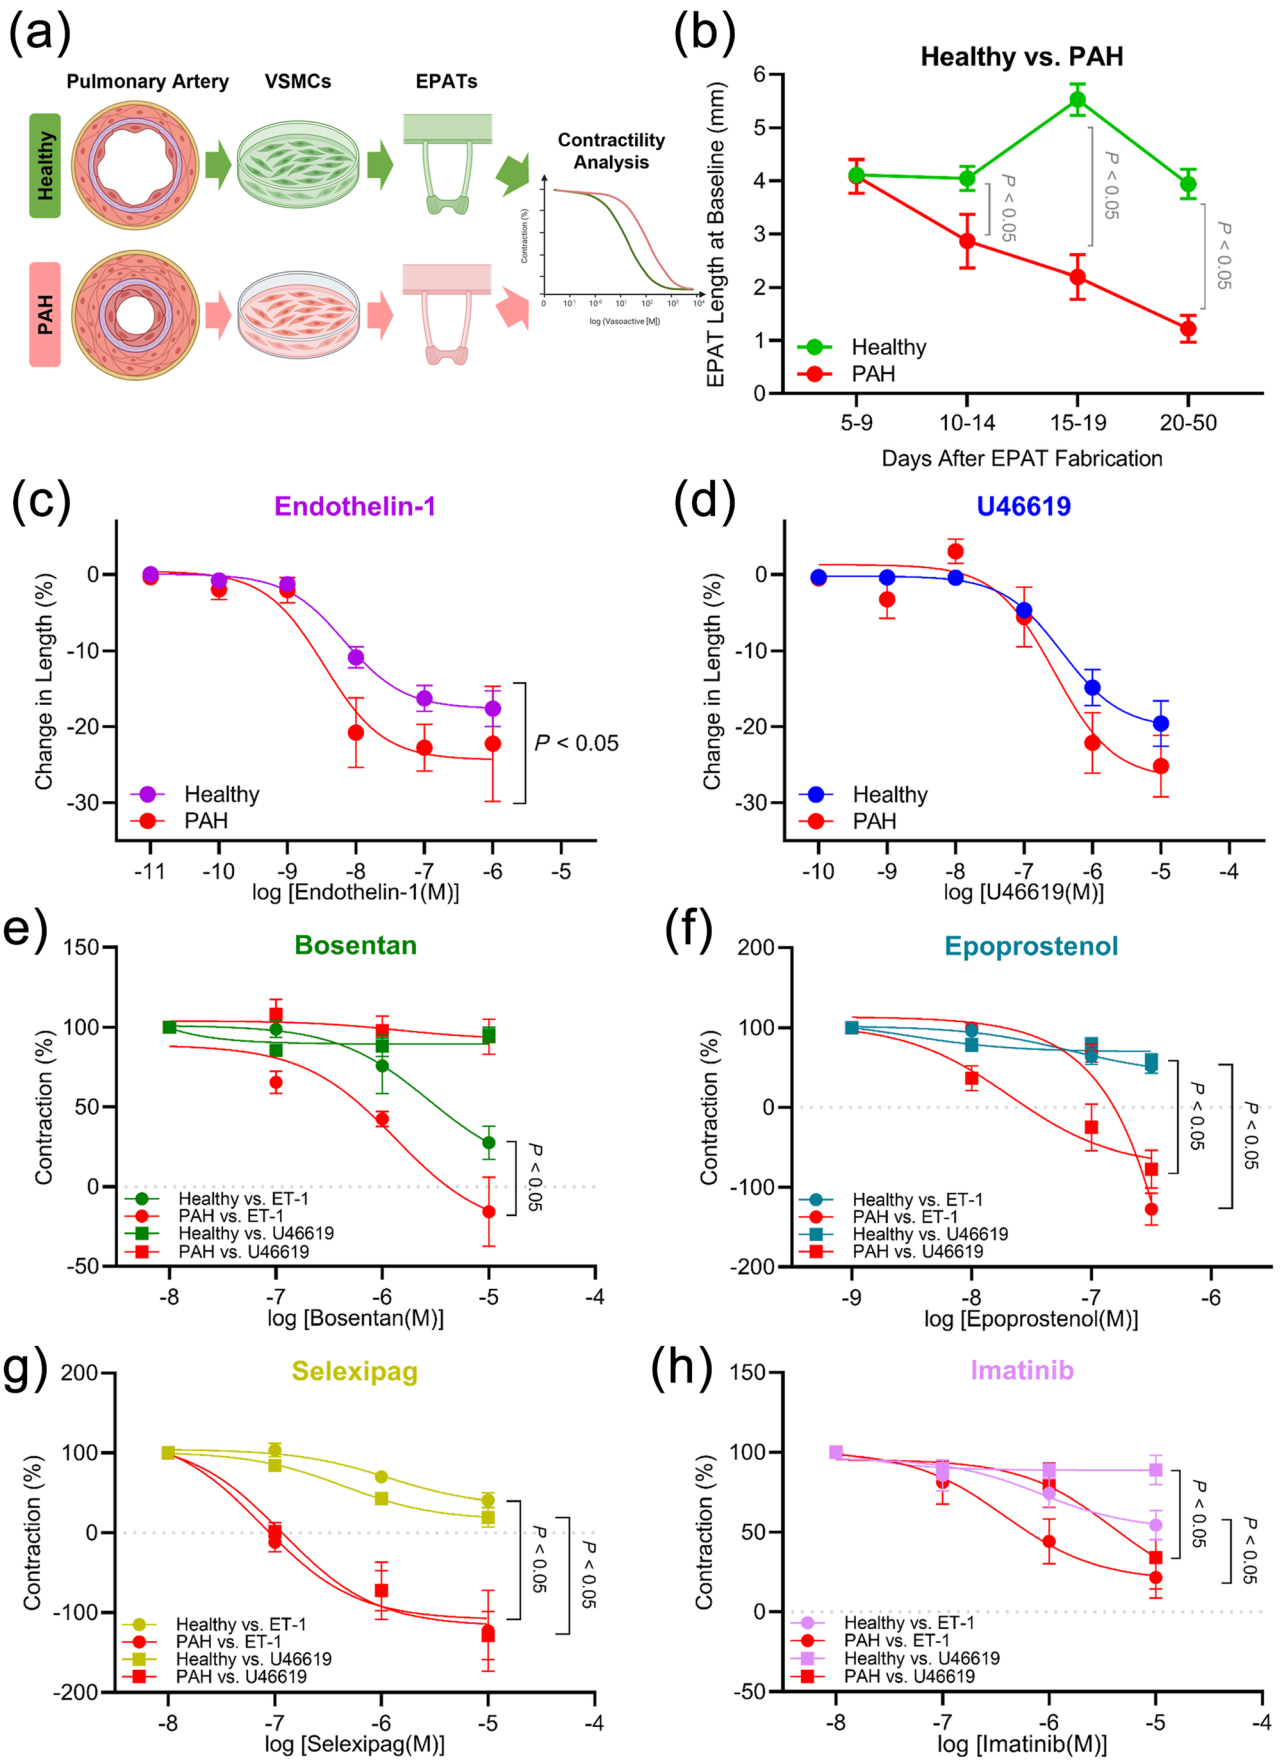 (a)
Pulmonary Artery
VSMCs
EPATs
Healthy
PAH
Contractility
Analysis
Contraction (%)
0 10⁻¹ 10⁰ 10¹ 10² 10³ 10⁴
log (Vasoactive [M])
(b)
Healthy vs. PAH
EPAT Length at Baseline (mm)
6
5
4
3
2
1
0
P < 0.05
P < 0.05
P < 0.05
Healthy
PAH
5-9 10-14 15-19 20-50
Days After EPAT Fabrication
(c)
Endothelin-1
Change in Length (%)
0
-10
-20
-30
P < 0.05
Healthy
PAH
-11 -10 -9 -8 -7 -6 -5
log [Endothelin-1(M)]
(d)
U46619
Change in Length (%)
0
-10
-20
-30
Healthy
PAH
-10 -9 -8 -7 -6 -5 -4
log [U46619(M)]
e)
Bosentan
Contraction (%)
150
100
50
0
-50
P < 0.05
Healthy vs. ET-1
PAH vs. ET-1
Healthy vs. U46619
PAH vs. U46619
-8 -7 -6 -5 -4
log [Bosentan(M)]
(f)
Epoprostenol
Contraction (%)
200
100
0
-100
-200
P < 0.05
P < 0.05
Healthy vs. ET-1
PAH vs. ET-1
Healthy vs. U46619
PAH vs. U46619
-9 -8 -7 -6
log [Epoprostenol(M)]
g)
Selexipag
Contraction (%)
200
100
0
-100
-200
P < 0.05
P < 0.05
Healthy vs. ET-1
PAH vs. ET-1
Healthy vs. U46619
PAH vs. U46619
-8 -7 -6 -5 -4
log [Selexipag(M)]
(h)
Imatinib
Contraction (%)
150
100
50
0
-50
P < 0.05
P < 0.05
Healthy vs. ET-1
PAH vs. ET-1
Healthy vs. U46619
PAH vs. U46619
-8 -7 -6 -5 -4
log [Imatinib(M)]